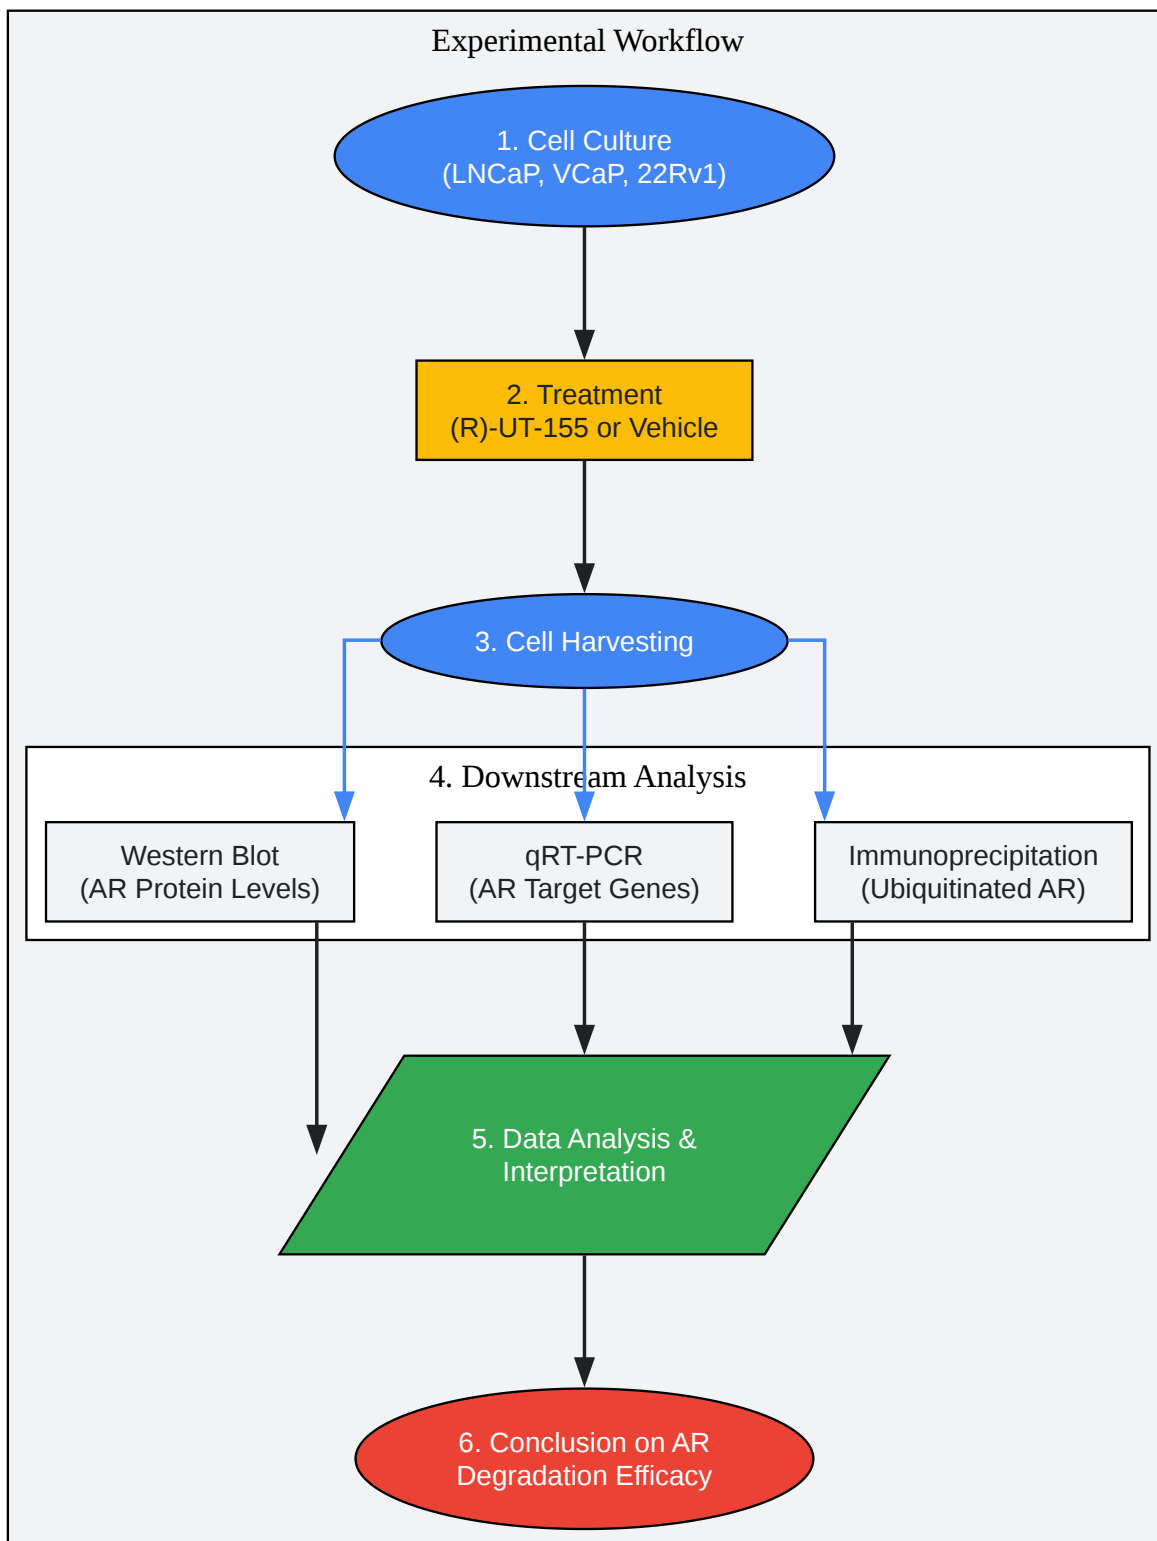 Experimental Workflow
1. Cell Culture
(LNCaP, VCaP, 22Rv1)
2. Treatment
(R)-UT-155 or Vehicle
3. Cell Harvesting
4. Downstream Analysis
Western Blot
(AR Protein Levels)
qRT-PCR
(AR Target Genes)
Immunoprecipitation
(Ubiquitinated AR)
5. Data Analysis &
Interpretation
6. Conclusion on AR
Degradation Efficacy